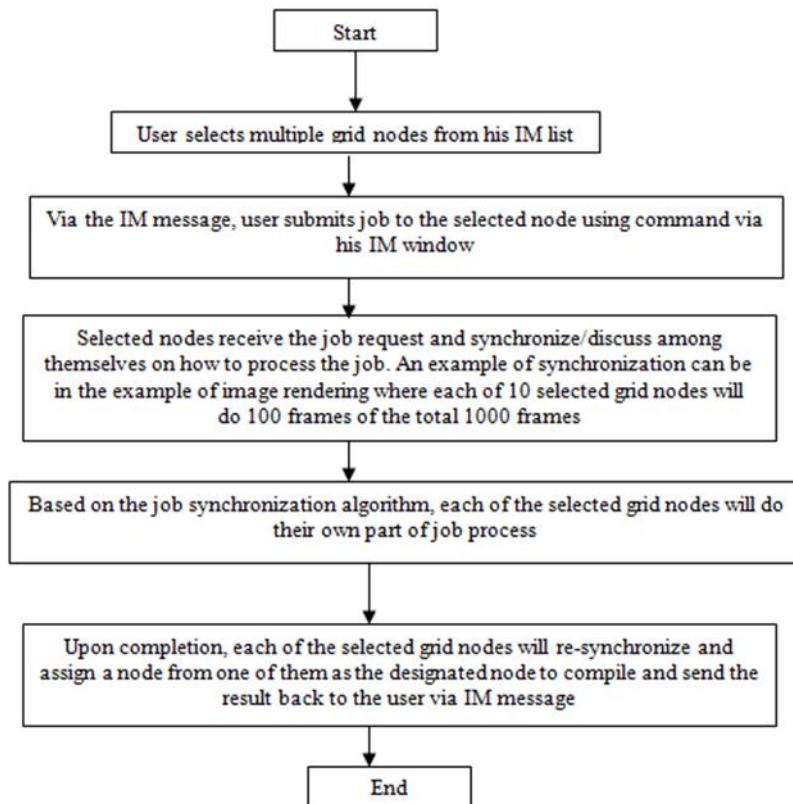 Start
User selects multiple grid nodes from his IM list
Via the IM message, user submits job to the selected node using command via
his IM window
Selected nodes receive the job request and synchronize/discuss among
themselves on how to process the job. An example of synchronization can be
in the example of image rendering where each of 10 selected grid nodes will
do 100 frames of the total 1000 frames
Based on the job synchronization algorithm, each of the selected grid nodes will do
their own part of job process
Upon completion, each of the selected grid nodes will re-synchronize and
assign a node from one of them as the designated node to compile and send the
result back to the user via IM message
End